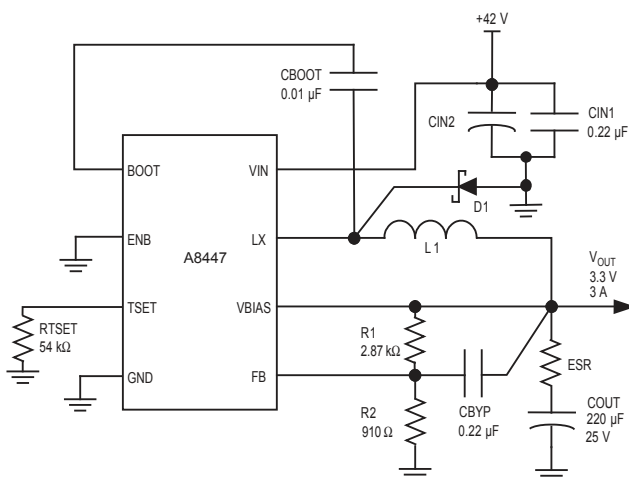 +42 V
CBOOT
0.01 µF
CIN2
CIN1
0.22 µF
BOOT
VIN
D1
ENB
LX
A8447
L1
VOUT
3.3 V
3 A
TSET
VBIAS
RTSET
54 kΩ
R1
2.87 kΩ
ESR
GND
FB
CBYP
0.22 µF
R2
910 Ω
COUT
220 µF
25 V